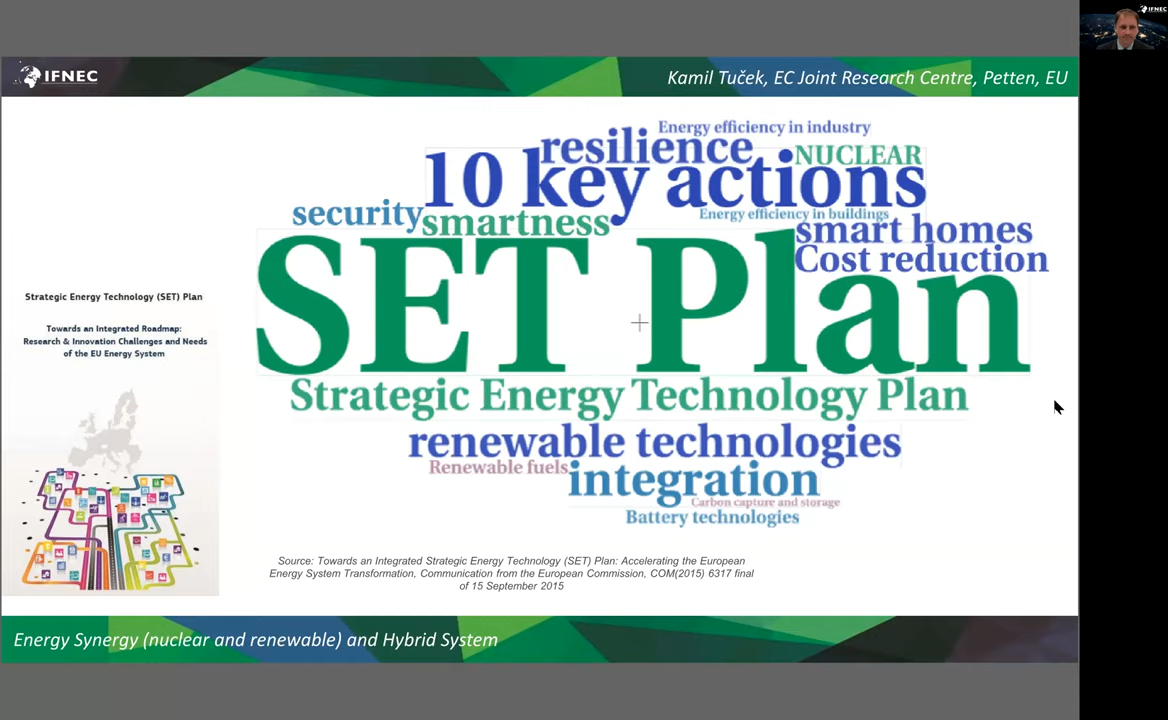 IFNEC
IFNEC
Kamil Tuček, EC Joint Research Centre, Petten, EU
Energy efficiency in industry
resilience
NUCLEAR
10 key actions
security
smartness
Energy efficiency in buildings
smart homes
Cost reduction
SET Plan
Strategic Energy Technology Plan
renewable technologies
Renewable fuels
integration
Carbon capture and storage
Battery technologies
Strategic Energy Technology (SET) Plan
Towards an Integrated Roadmap:
Research & Innovation Challenges and Needs
of the EU Energy System
Source: Towards an Integrated Strategic Energy Technology (SET) Plan: Accelerating the European
Energy System Transformation, Communication from the European Commission, COM(2015) 6317 final
of 15 September 2015
Energy Synergy (nuclear and renewable) and Hybrid System